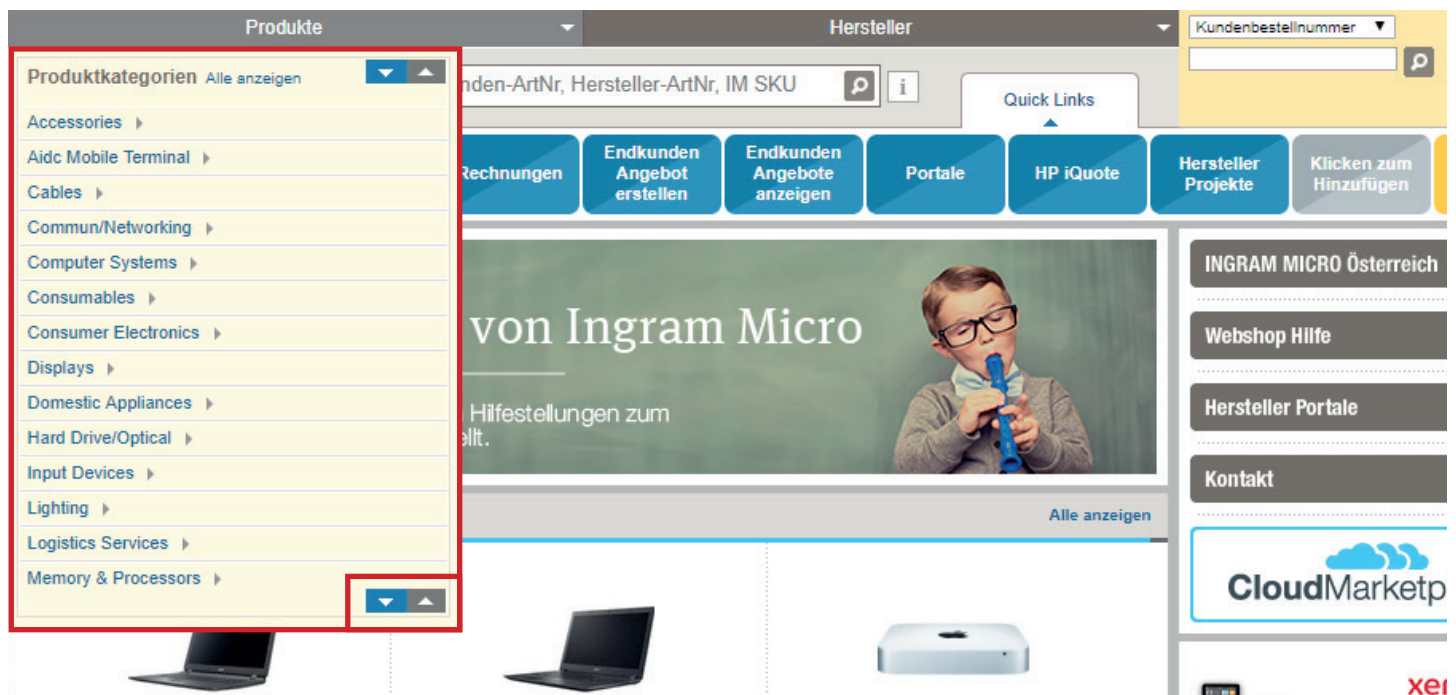 Produkte
Hersteller
Kundenbestellnummer
Produktkategorien Alle anzeigen
nden-ArtNr, Hersteller-ArtNr, IM SKU
i
Quick Links
Accessories
Aidc Mobile Terminal
Cables
Commun/Networking
Computer Systems
Consumables
Consumer Electronics
Displays
Domestic Appliances
Hard Drive/Optical
Input Devices
Lighting
Logistics Services
Memory & Processors
Rechnungen
Endkunden
Angebot
erstellen
Endkunden
Angebote
anzeigen
Portale
HP iQuote
Hersteller
Projekte
Klicken zum
Hinzufügen
von Ingram Micro
Hilfestellungen zum
ellt.
INGRAM MICRO Österreich
Webshop Hilfe
Hersteller Portale
Kontakt
Alle anzeigen
CloudMarketp
xer